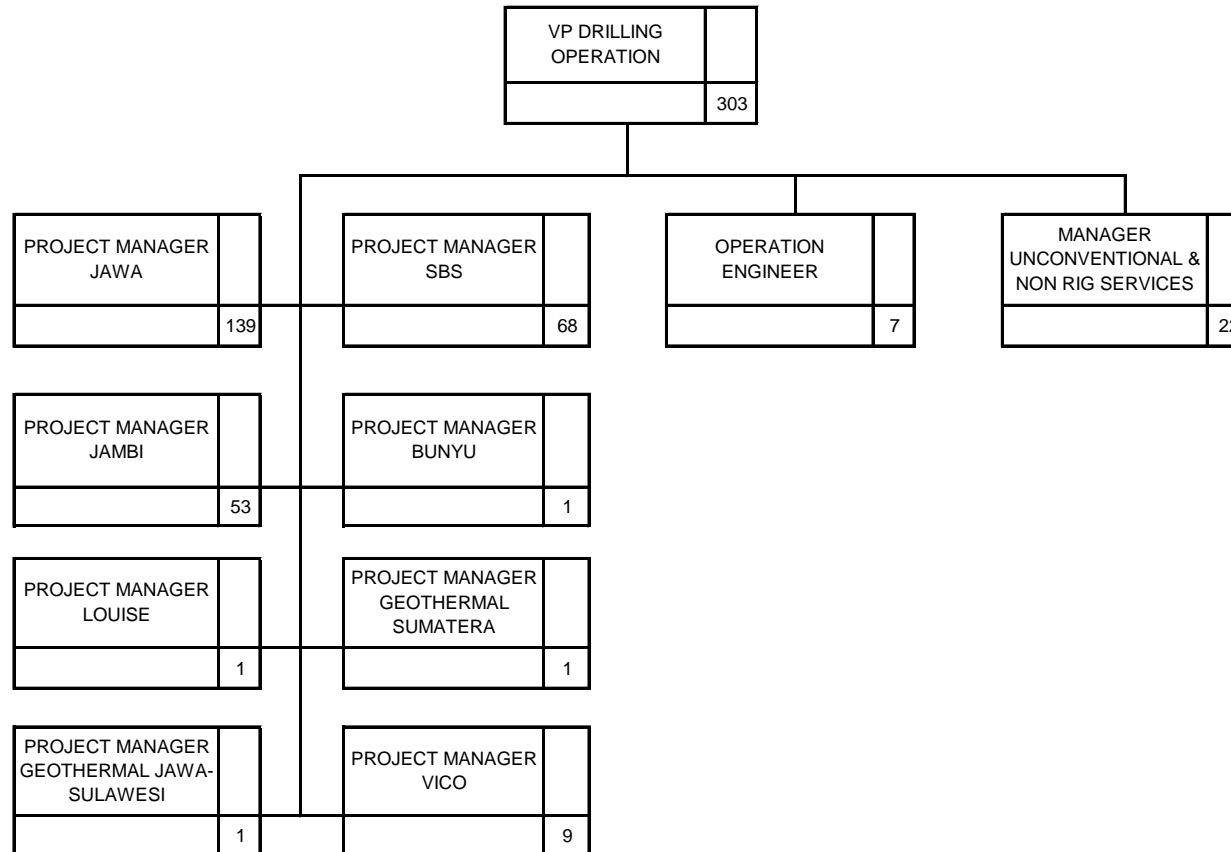 VP DRILLING
OPERATION
303
PROJECT MANAGER
JAWA
139
PROJECT MANAGER
SBS
68
OPERATION
ENGINEER
7
MANAGER
UNCONVENTIONAL &
NON RIG SERVICES
PROJECT MANAGER
JAMBI
53
PROJECT MANAGER
BUNYU
1
PROJECT MANAGER
LOUISE
1
PROJECT MANAGER
GEOTHERMAL
SUMATERA
1
PROJECT MANAGER
GEOTHERMAL JAWA-
SULAWESI
1
PROJECT MANAGER
VICO
9